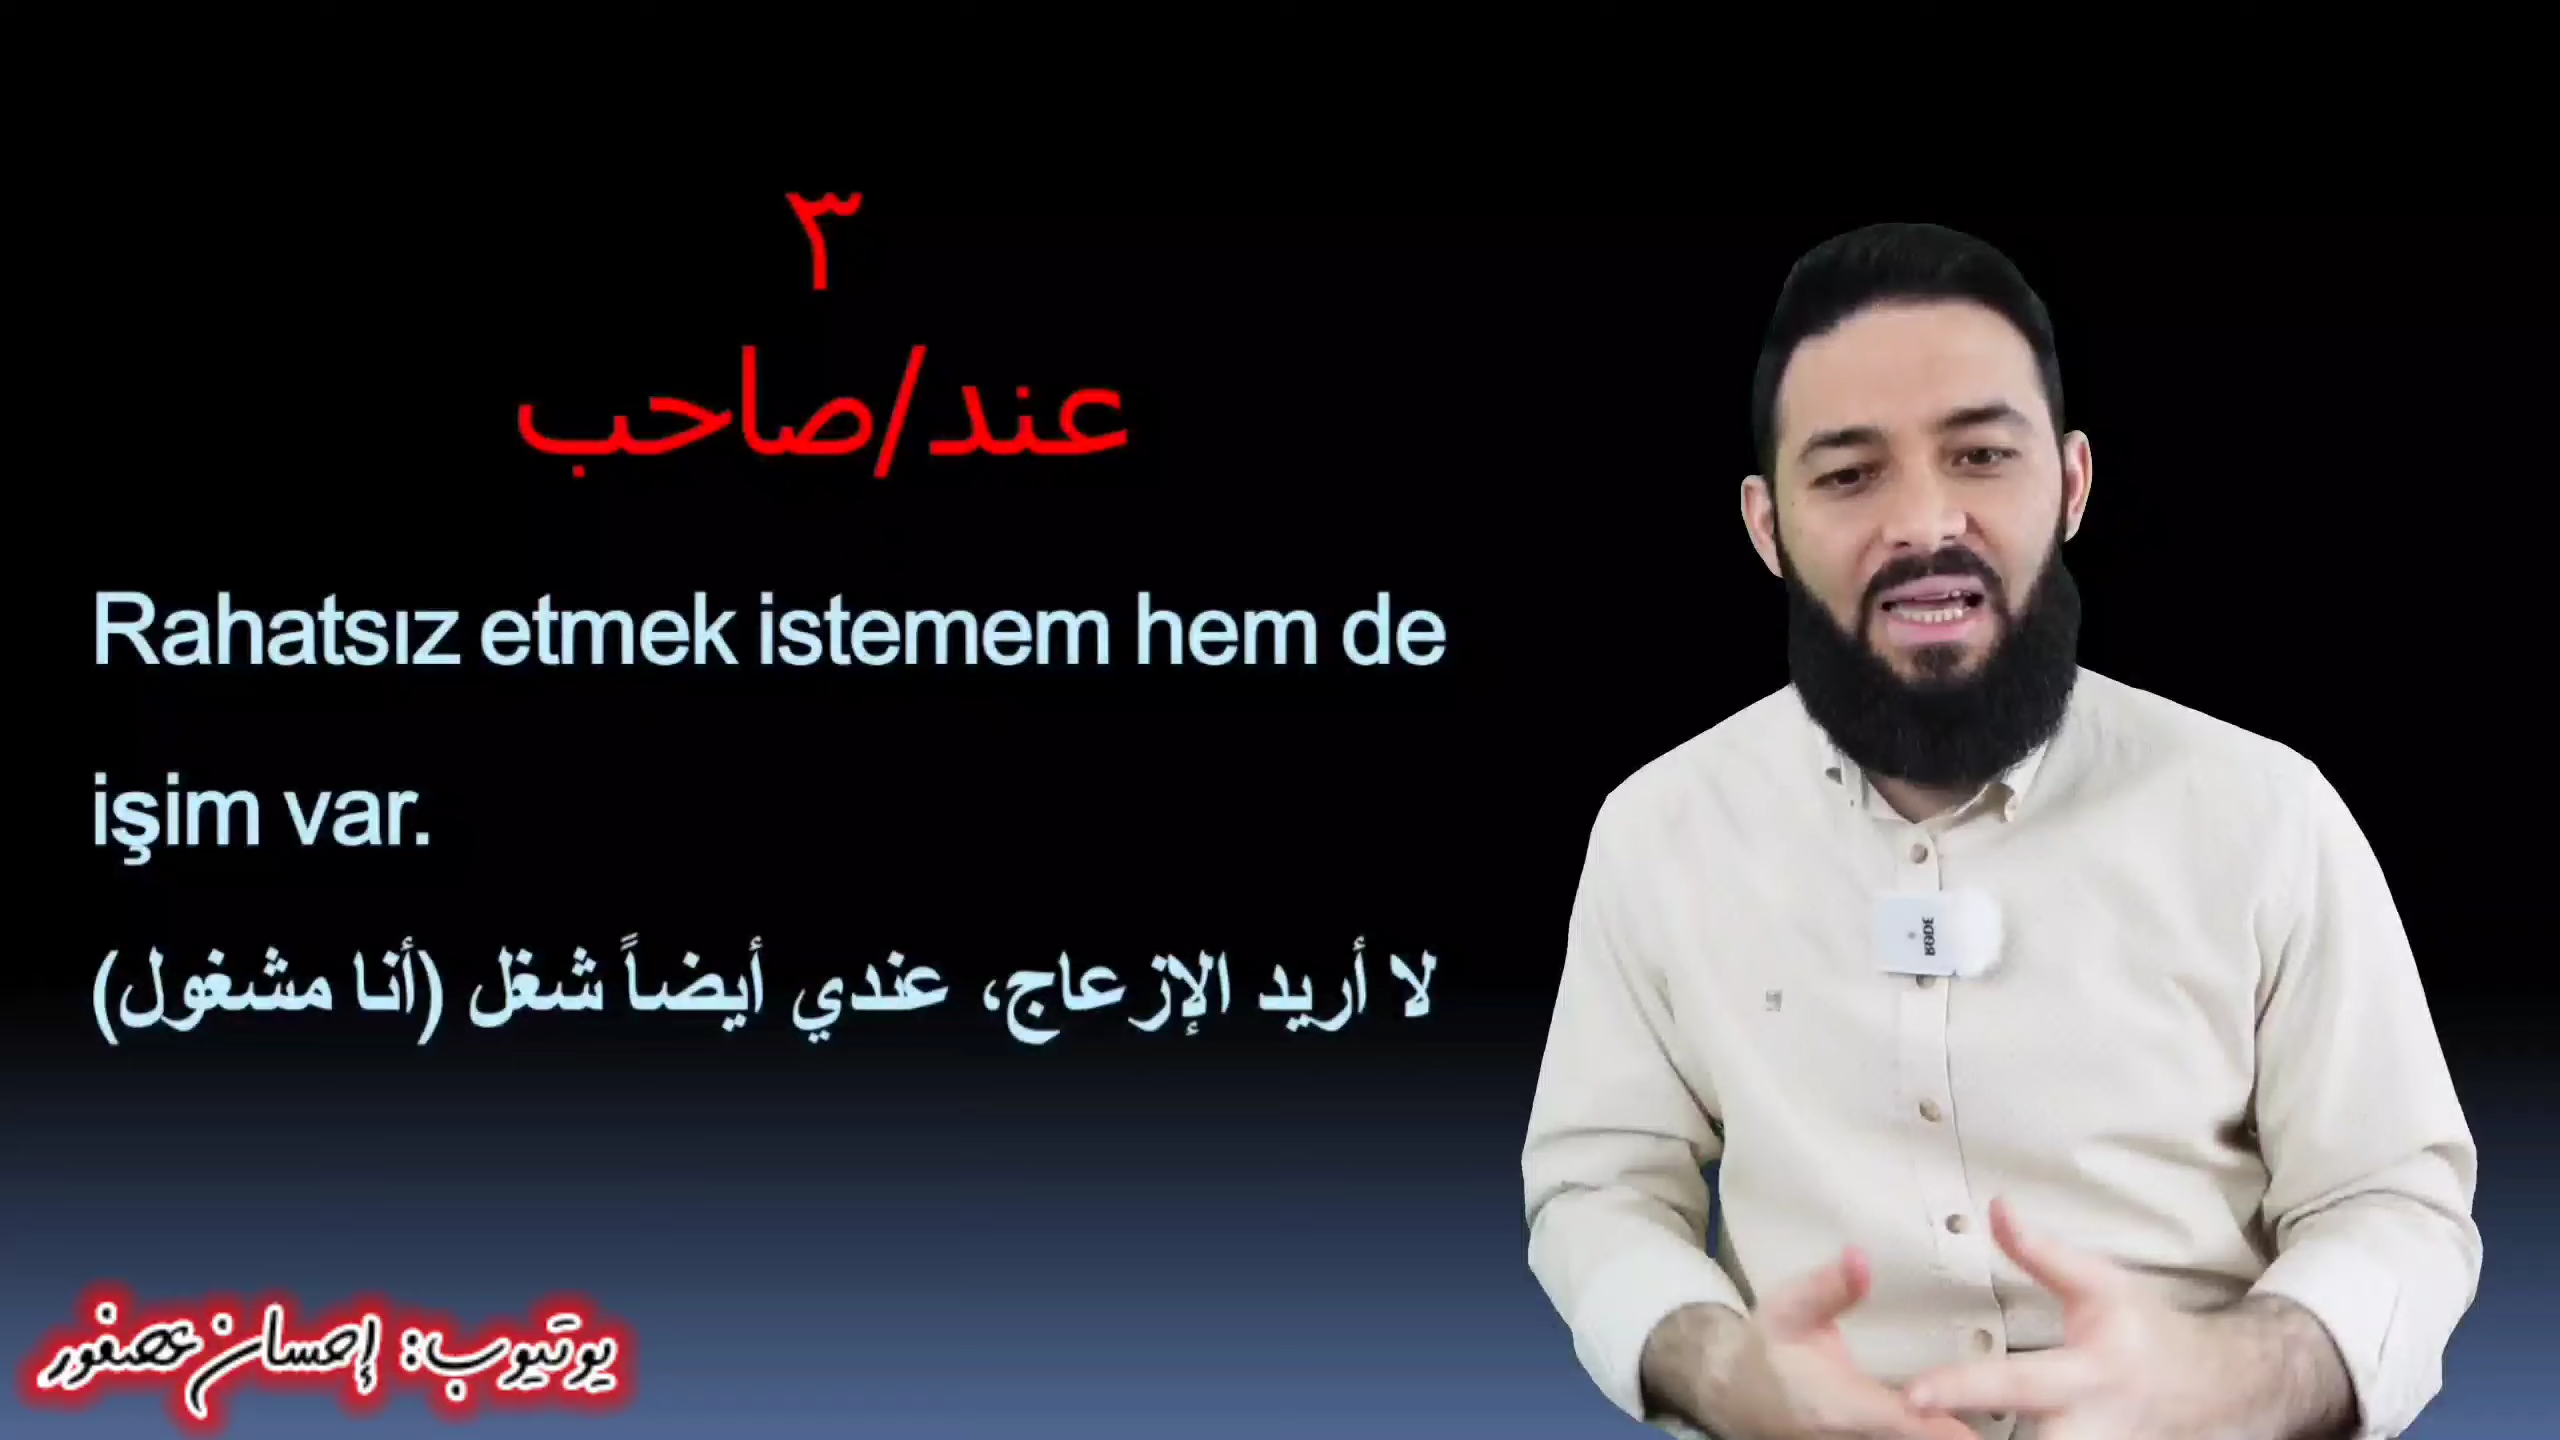 ٣
عند/صاحب
Rahatsız etmek istemem hem de
işim var.
لا أريد الإزعاج، عندي أيضاً شغل (أنا مشغول)
RØDE
يوتيوب: إحسان عصفور